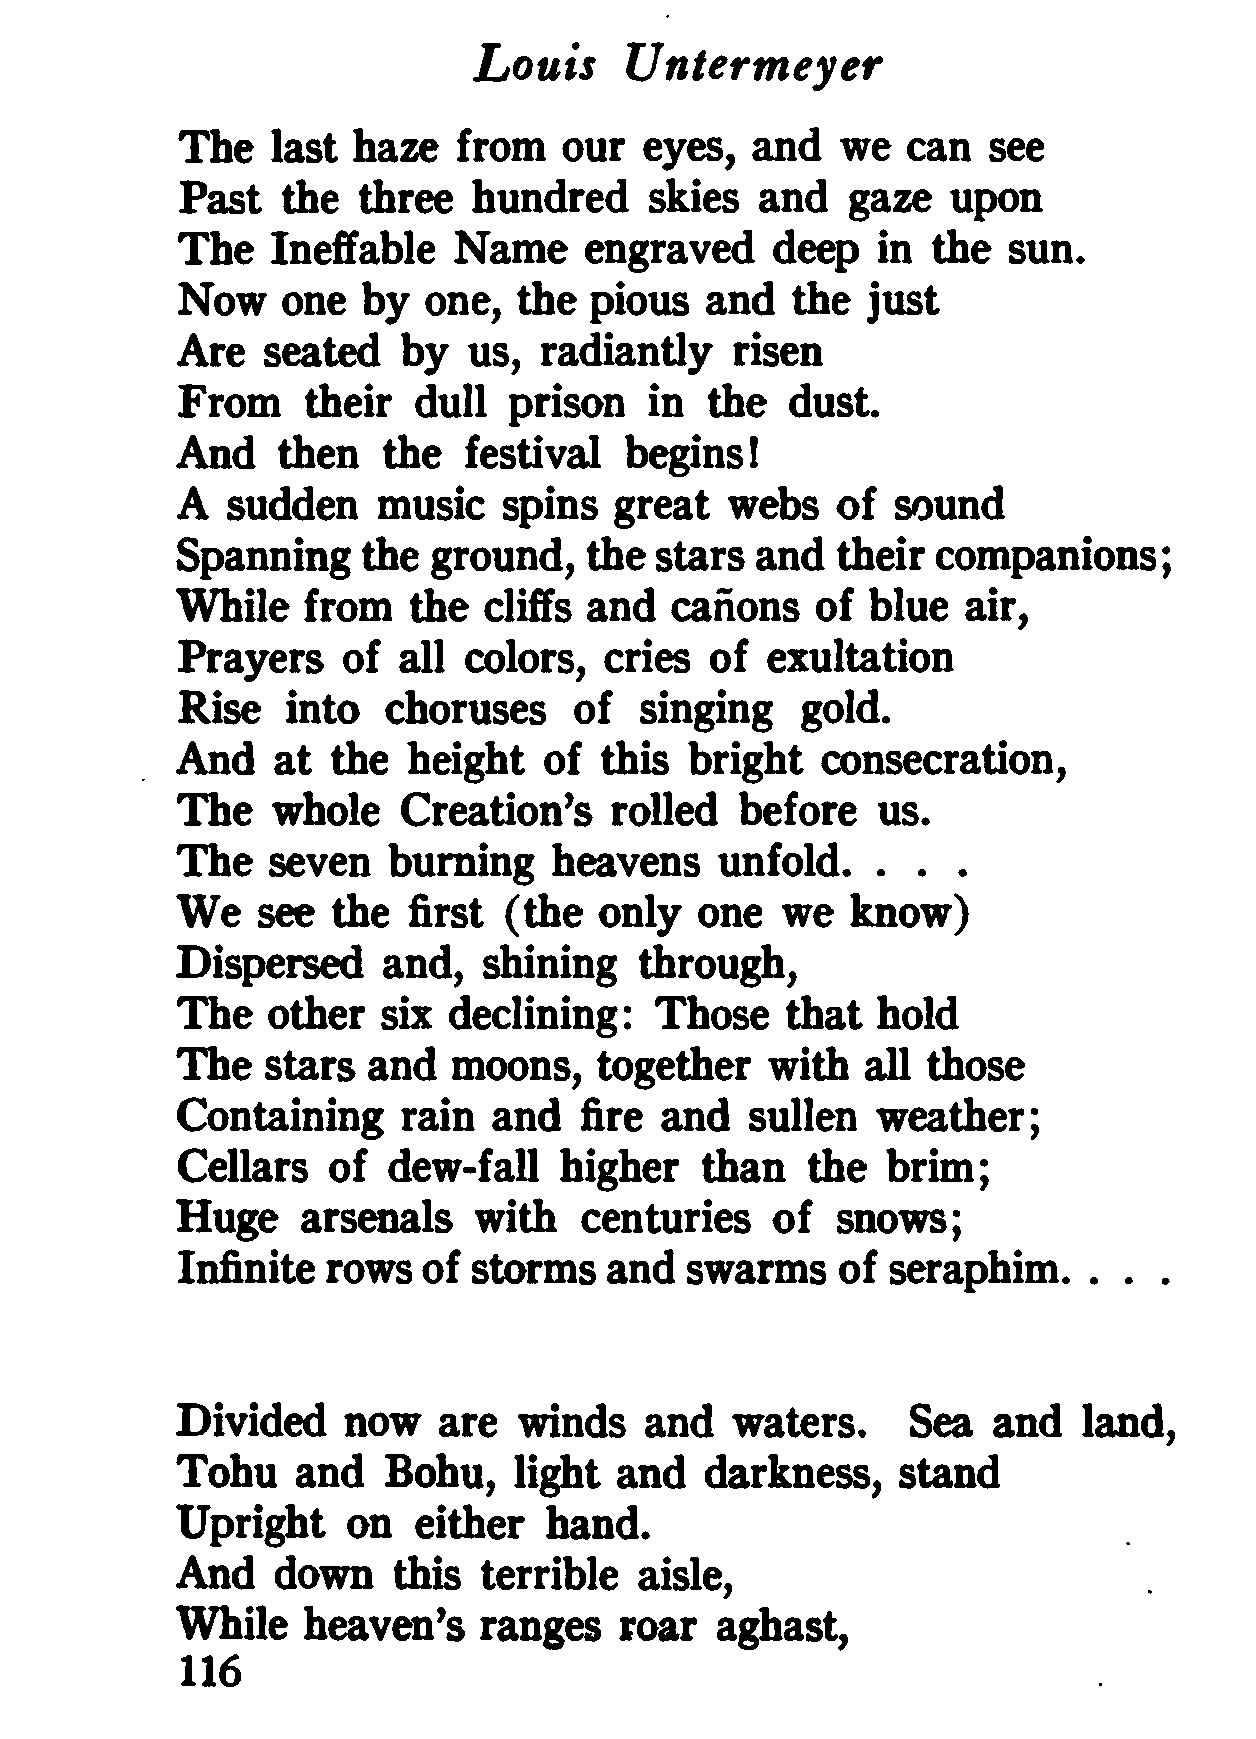 Louis Untermeyer
The last haze from our eyes, and we can see
Past the three hundred skies and gaze upon
The Ineffable Name engraved deep in the sun.
Now one by one, the pious and the just
Are seated by us, radiantly risen
From their dull prison in the dust.
And then the festival begins!
A sudden music spins great webs of sound
Spanning the ground, the stars and their companions;
While from the cliffs and cañons of blue air,
Prayers of all colors, cries of exultation
Rise into choruses of singing gold.
And at the height of this bright consecration,
The whole Creation's rolled before us.
The seven burning heavens unfold. . . .
We see the first (the only one we know)
Dispersed and, shining through,
The other six declining: Those that hold
The stars and moons, together with all those
Containing rain and fire and sullen weather;
Cellars of dew-fall higher than the brim;
Huge arsenals with centuries of snows;
Infinite rows of storms and swarms of seraphim. . . .
Divided now are winds and waters. Sea and land,
Tohu and Bohu, light and darkness, stand
Upright on either hand.
And down this terrible aisle,
While heaven's ranges roar aghast,
116